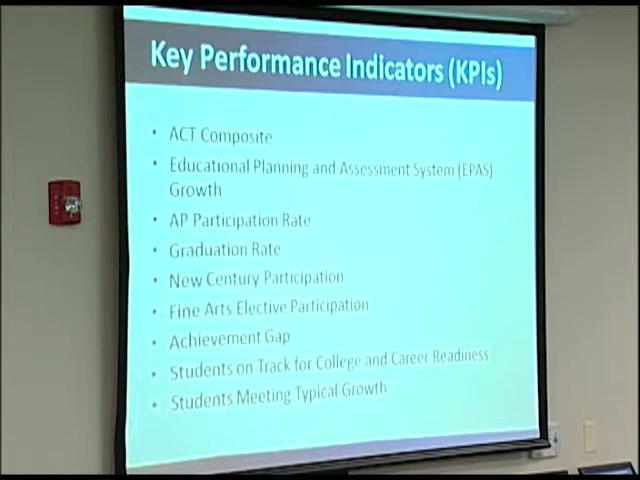 Key Performance Indicators (KPIs)
• ACT Composite
• Educational Planning and Assessment System (EPAS)
Growth
• AP Participation Rate
• Graduation Rate
• New Century Participation
• Fine Arts Elective Participation
• Achievement Gap
• Students on Track for College and Career Readiness
• Students Meeting Typical Growth